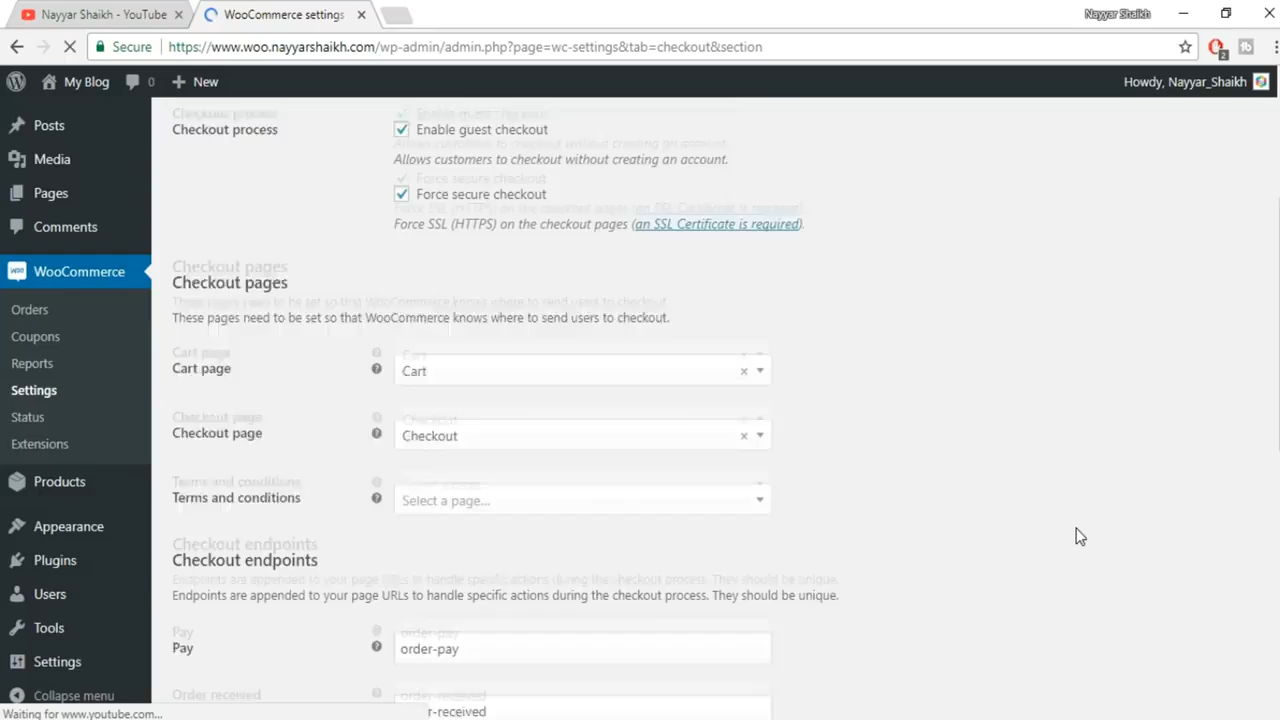 Nayyar Shaikh - YouTube
WooCommerce settings
Nayyar Shaikh
Secure
https://www.woo.nayyarshaikh.com/wp-admin/admin.php?page=wc-settings&tab=checkout&section
2
My Blog
0
New
Howdy, Nayyar_Shaikh
Posts
Media
Pages
Comments
WooCommerce
Orders
Coupons
Reports
Settings
Status
Extensions
Products
Appearance
Plugins
Users
Tools
Settings
Collapse menu
Checkout process
Enable guest checkout
Allows customers to checkout without creating an account.
Force secure checkout
Force SSL (HTTPS) on the checkout pages (an SSL Certificate is required).
Checkout pages
These pages need to be set so that WooCommerce knows where to send users to checkout.
Cart page
Cart
Checkout page
Checkout
Terms and conditions
Select a page...
Checkout endpoints
Endpoints are appended to your page URLs to handle specific actions during the checkout process. They should be unique.
Pay
order-pay
Order received
r-received
Waiting for www.youtube.com...